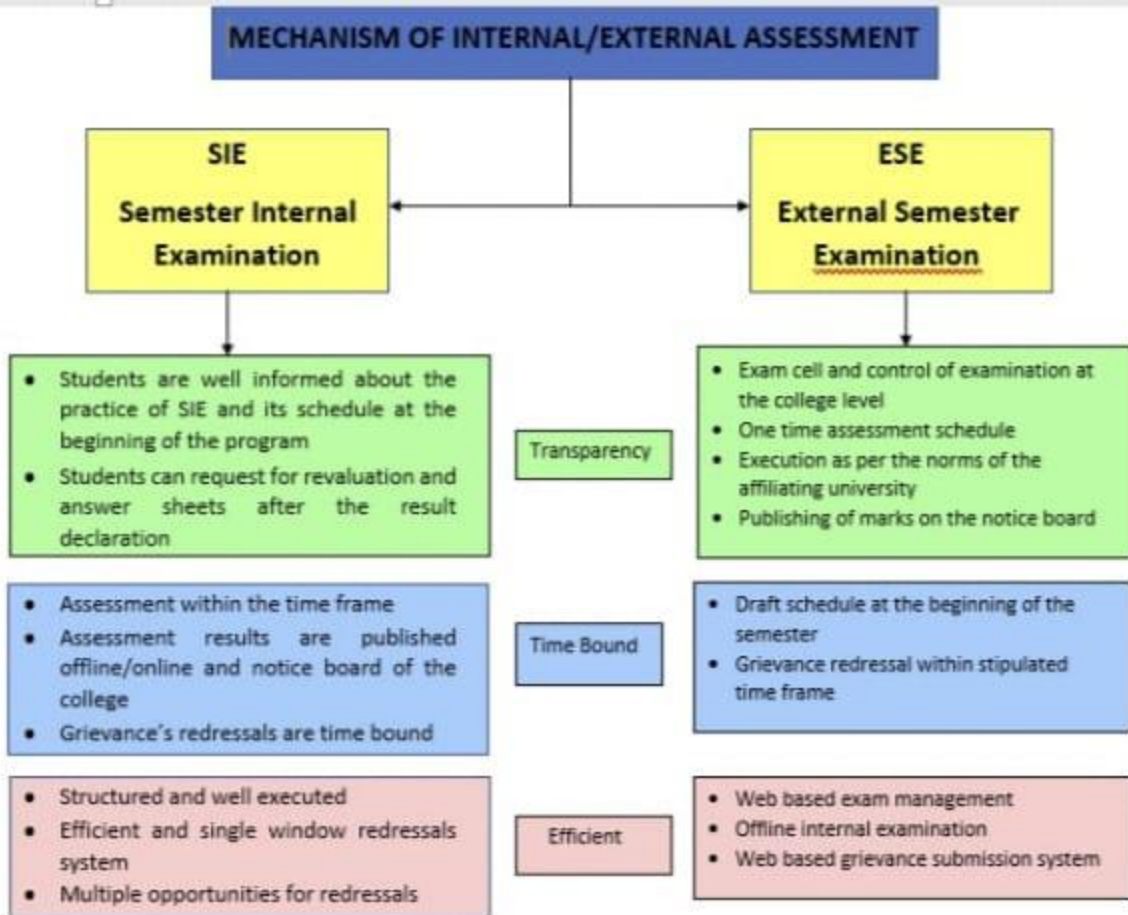 MECHANISM OF INTERNAL/EXTERNAL ASSESSMENT
SIE
Semester Internal
Examination
ESE
External Semester
Examination
• Students are well informed about the
practice of SIE and its schedule at the
beginning of the program
• Students can request for revaluation and
answer sheets after the result
declaration
Transparency
• Exam cell and control of examination at
the college level
• One time assessment schedule
• Execution as per the norms of the
affiliating university
• Publishing of marks on the notice board
• Assessment within the time frame
• Assessment results are published
offline/online and notice board of the
college
• Grievance’s redressals are time bound
Time Bound
• Draft schedule at the beginning of the
semester
• Grievance redressal within stipulated
time frame
• Structured and well executed
• Efficient and single window redressals
system
• Multiple opportunities for redressals
Efficient
• Web based exam management
• Offline internal examination
• Web based grievance submission system